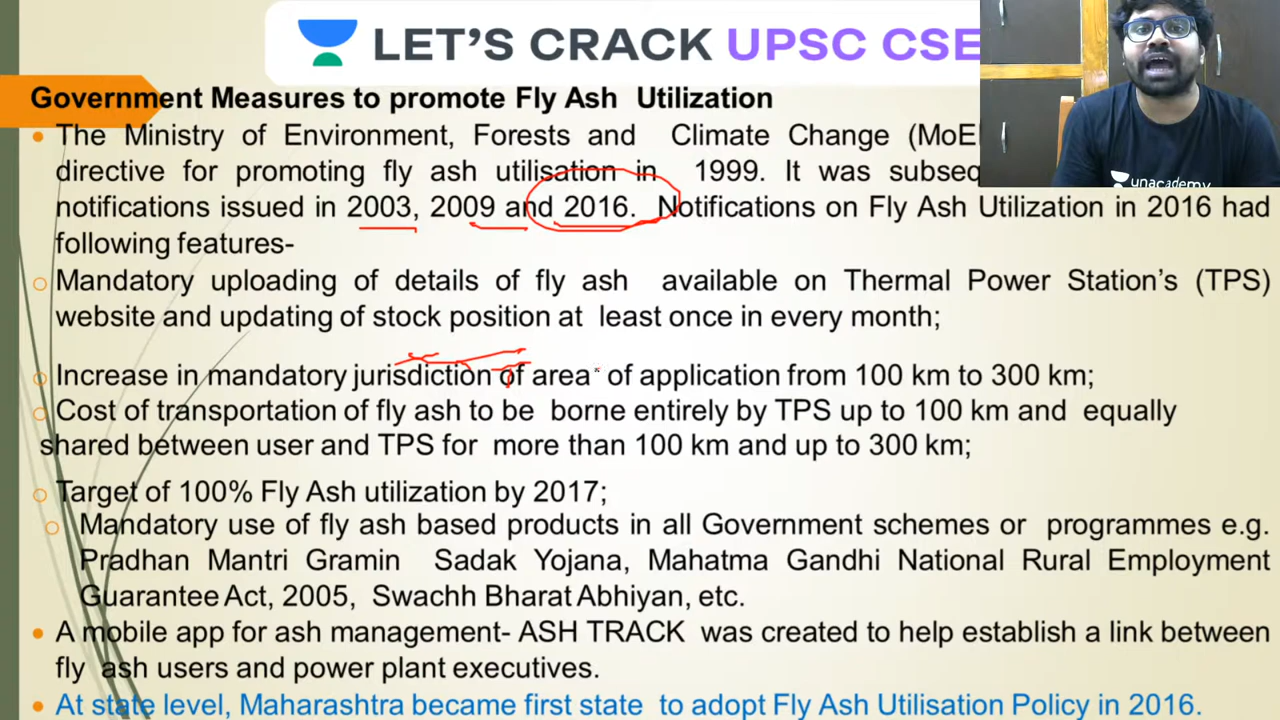 LET'S CRACK UPSC CSE
Government Measures to promote Fly Ash Utilization
The Ministry of Environment, Forests and Climate Change
directive for promoting fly ash utilisation in 1999. It was
notifications issued in 2003, 2009 and 2016. Notifications on Fly Ash Utilization in 2016 had
following features-
Mandatory uploading of details of fly ash available on Thermal Power Station's (TPS)
website and updating of stock position at least once in every month;
Increase in mandatory jurisdiction of area of application from 100 km to 300 km;
Cost of transportation of fly ash to be borne entirely by TPS up to 100 km and equally
shared between user and TPS for more than 100 km and up to 300 km;
Target of 100% Fly Ash utilization by 2017;
Mandatory use of fly ash based products in all Government schemes or programmes e.g.
Pradhan Mantri Gramin Sadak Yojana, Mahatma Gandhi National Rural Employment
Guarantee Act, 2005, Swachh Bharat Abhiyan, etc.
A mobile app for ash management- ASH TRACK was created to help establish a link between
fly ash users and power plant executives.
At state level, Maharashtra became first state to adopt Fly Ash Utilisation Policy in 2016.
unacademy